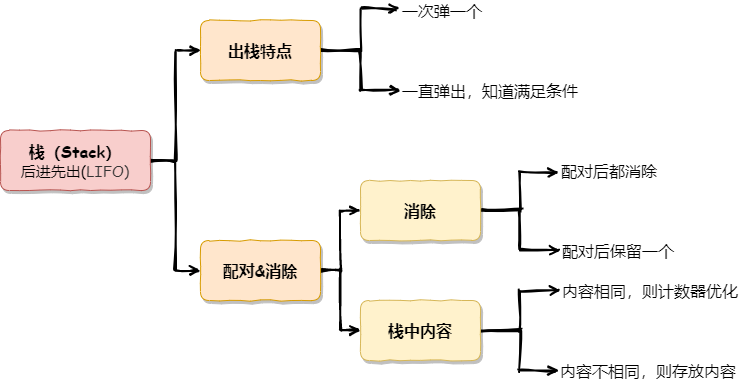 栈（Stack）
后进先出(LIFO)
出栈特点
一次弹一个
一直弹出，知道满足条件
配对&消除
消除
配对后都消除
配对后保留一个
栈中内容
内容相同，则计数器优化
内容不相同，则存放内容